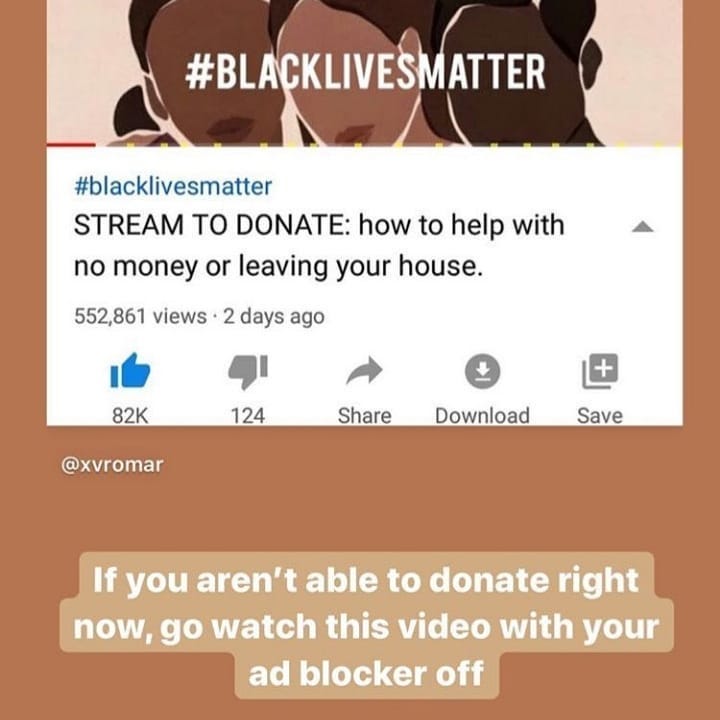 #BLACKLIVESMATTER
#blacklivesmatter
STREAM TO DONATE: how to help with
no money or leaving your house.
552,861 views · 2 days ago
82K
124
Share
Download
Save
@xvromar
If you aren’t able to donate right
now, go watch this video with your
ad blocker off